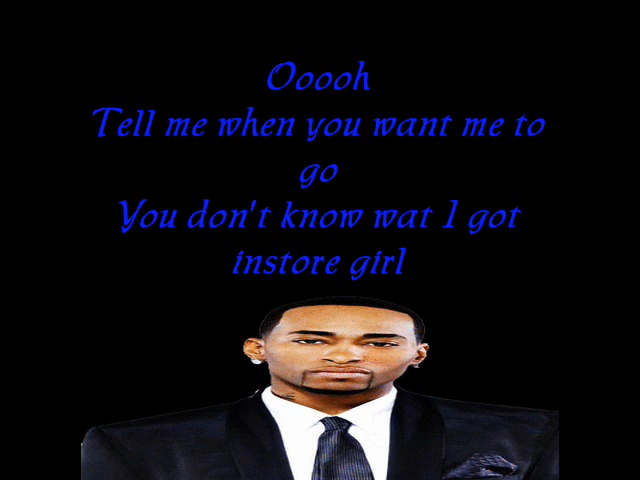 Ooooh
Tell me when you want me to
go
You don't know wat I got
instore girl